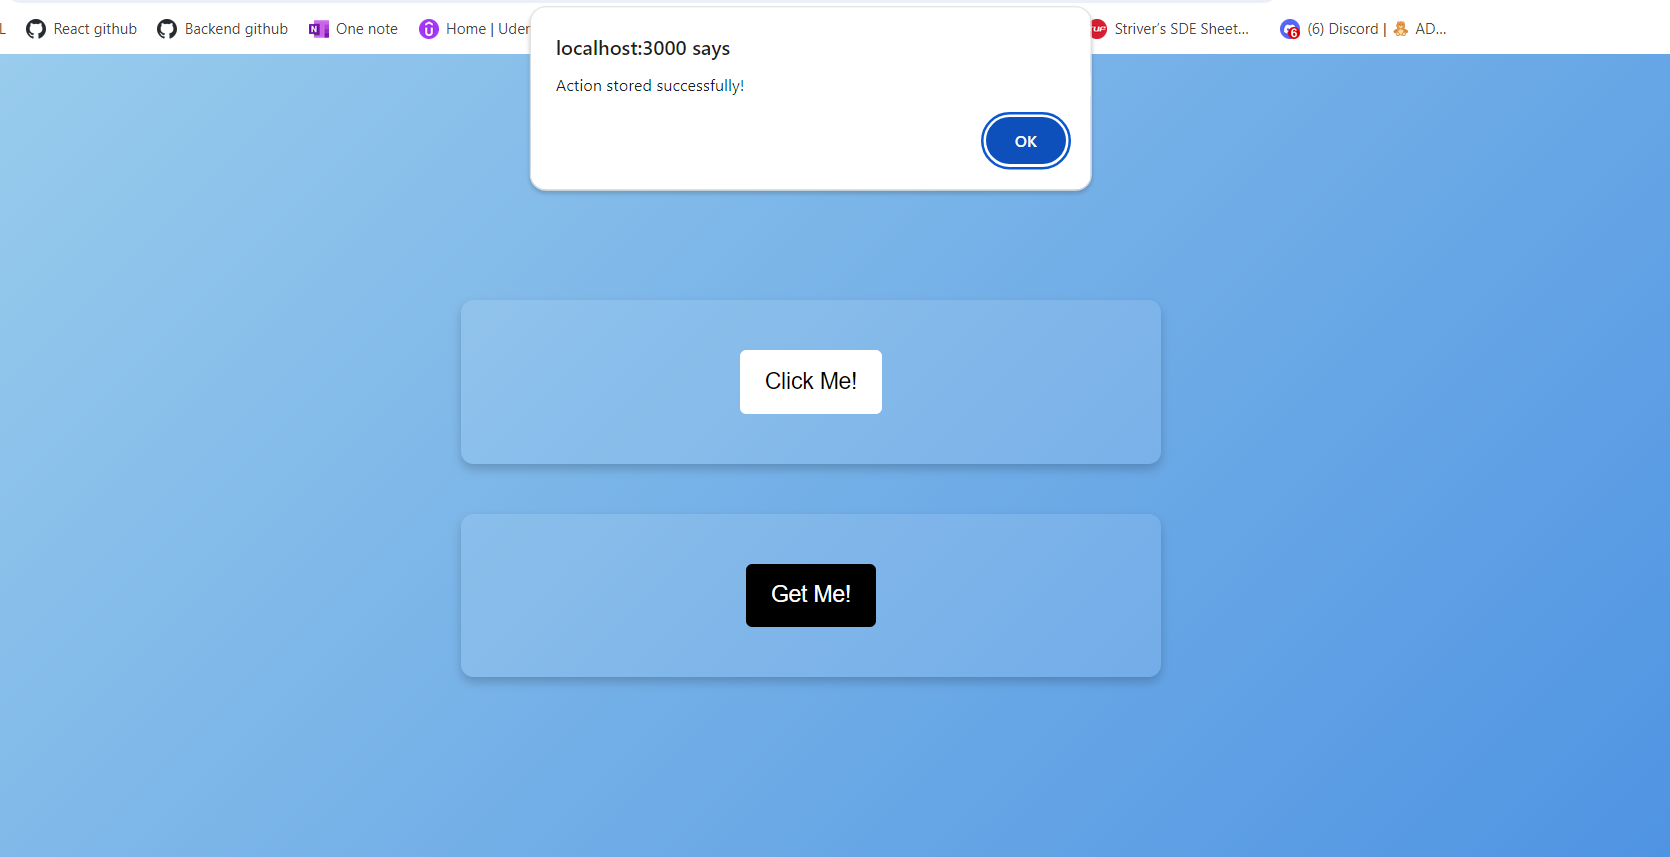 L React github Backend github One note Home | Striver's SDE Sheet... (6) Discord | AD...
localhost:3000 says
Action stored successfully!
OK
Click Me!
Get Me!